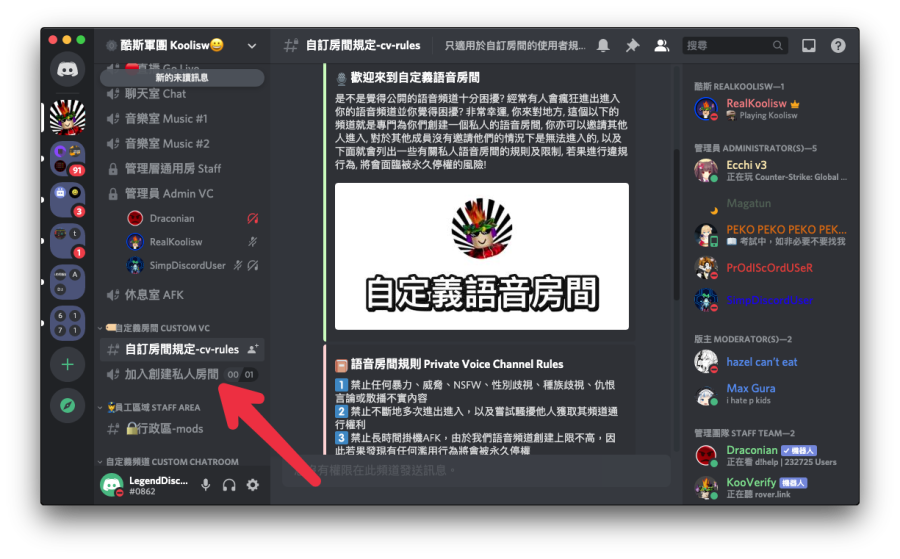 酷斯軍團 Koolisw
自訂房間規定-cv-rules
只適用於自訂房間的使用者規...
搜尋
直播 Go Live
新的未讀訊息
聊天室 Chat
音樂室 Music #1
音樂室 Music #2
管理層通用房 Staff
管理員 Admin VC
Draconian
RealKoolisw
SimpDiscordUser
休息室 AFK
自定義房間 CUSTOM VC
自訂房間規定-cv-rules
加入創建私人房間 00 01
員工區域 STAFF AREA
行政區-mods
自定義頻道 CUSTOM CHATROOM
LegendDisc...
#0862
91
3
1
6 1
7 1
歡迎來到自定義語音房間
是不是覺得公開的語音頻道十分困擾? 經常有人會瘋狂進出進入
你的語音頻道並你覺得困擾? 非常幸運, 你來對地方, 這個以下的
頻道就是專門為你們創建一個私人的語音房間, 你亦可以邀請其他
人進入, 對於其他成員沒有邀請他們的情況下是無法進入的, 以及
下面就會列出一些有關私人語音房間的規則及限制, 若果進行違規
行為, 將會面臨被永久停權的風險!
自定義語音房間
語音房間規則 Private Voice Channel Rules
1 禁止任何暴力、威脅、NSFW、性別歧視、種族歧視、仇恨
言論或散播不實內容
2 禁止不斷地多次進出進入，以及嘗試騷擾他人獲取其頻道通
行權利
3 禁止長時間掛機AFK，由於我們語音頻道創建上限不高，因
此若果發現有任何濫用行為將會被永久停權
有權限在此頻道發送訊息。
酷斯 REALKOOLISW—1
RealKoolisw
Playing Koolisw
管理員 ADMINISTRATOR(S)—5
Ecchi v3
正在玩 Counter-Strike: Global ...
Magatun
PEKO PEKO PEKO PEK...
考試中，如非必要不要找我
PrOdIScOrdUSeR
SimpDiscordUser
版主 MODERATOR(S)—2
hazel can't eat
Max Gura
i hate p kids
管理團隊 STAFF TEAM—2
Draconian 機器人
正在看 dlhelp | 232725 Users
KooVerify 機器人
正在聽 rover.link